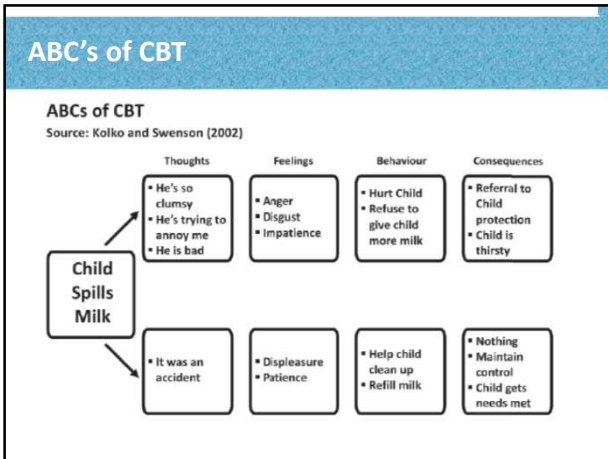 ABC's of CBT
ABCs of CBT
Source: Kolko and Swenson (2002)
Thoughts
Feelings
Behaviour
Consequences
Child
Spills
Milk
▪ He's so
clumsy
▪ He's trying to
annoy me
▪ He is bad
▪ Anger
▪ Disgust
▪ Impatience
▪ Hurt Child
▪ Refuse to
give child
more milk
▪ Referral to
Child
protection
▪ Child is
thirsty
▪ It was an
accident
▪ Displeasure
▪ Patience
▪ Help child
clean up
▪ Refill milk
▪ Nothing
▪ Maintain
control
▪ Child gets
needs met